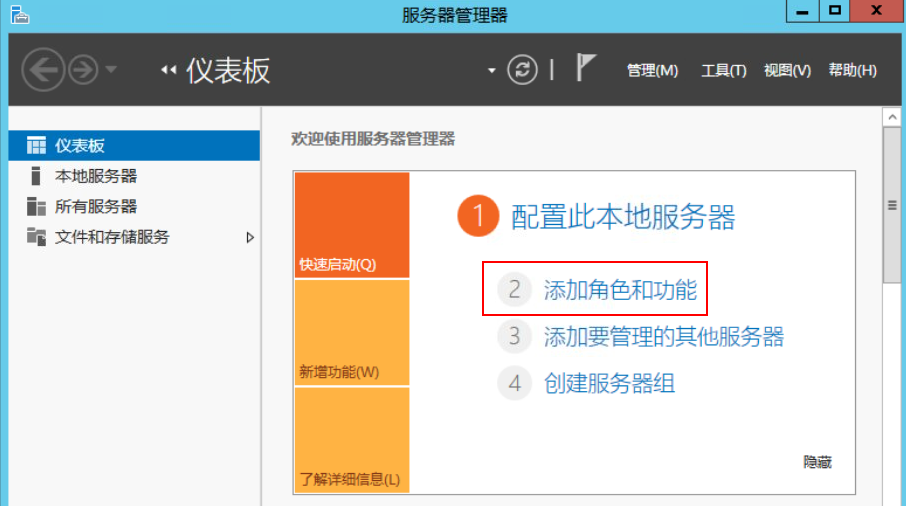 服务器管理器
仪表板
管理(M) 工具(T) 视图(V) 帮助(H)
仪表板
本地服务器
所有服务器
文件和存储服务
欢迎使用服务器管理器
快速启动(Q)
新增功能(W)
了解详细信息(L)
1 配置此本地服务器
2 添加角色和功能
3 添加要管理的其他服务器
4 创建服务器组
隐藏